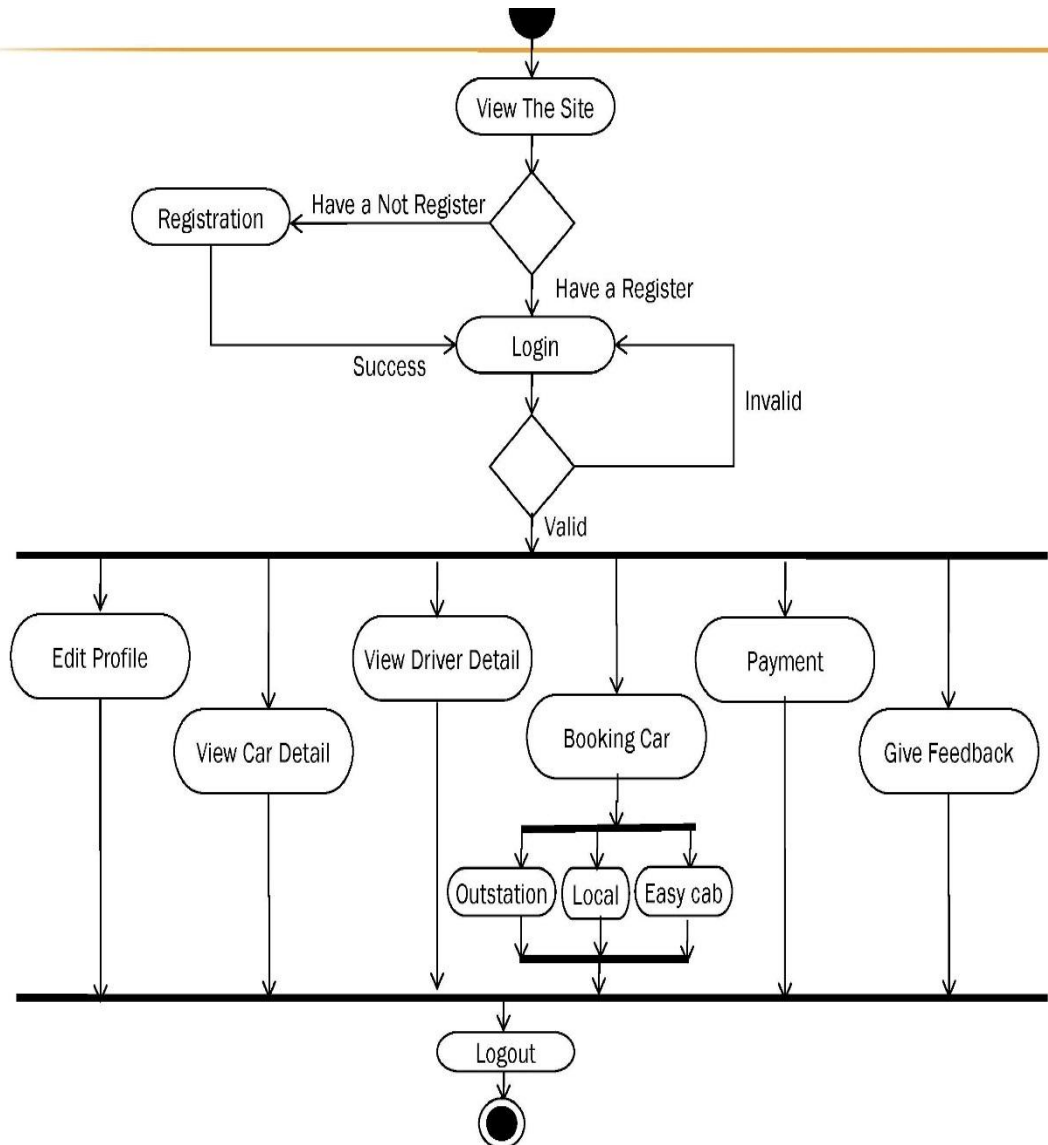 View The Site
Have a Not Register
Registration
Have a Register
Login
Success
Invalid
Valid
Edit Profile
View Driver Detail
Payment
View Car Detail
Booking Car
Give Feedback
Outstation
Local
Easy cab
Logout